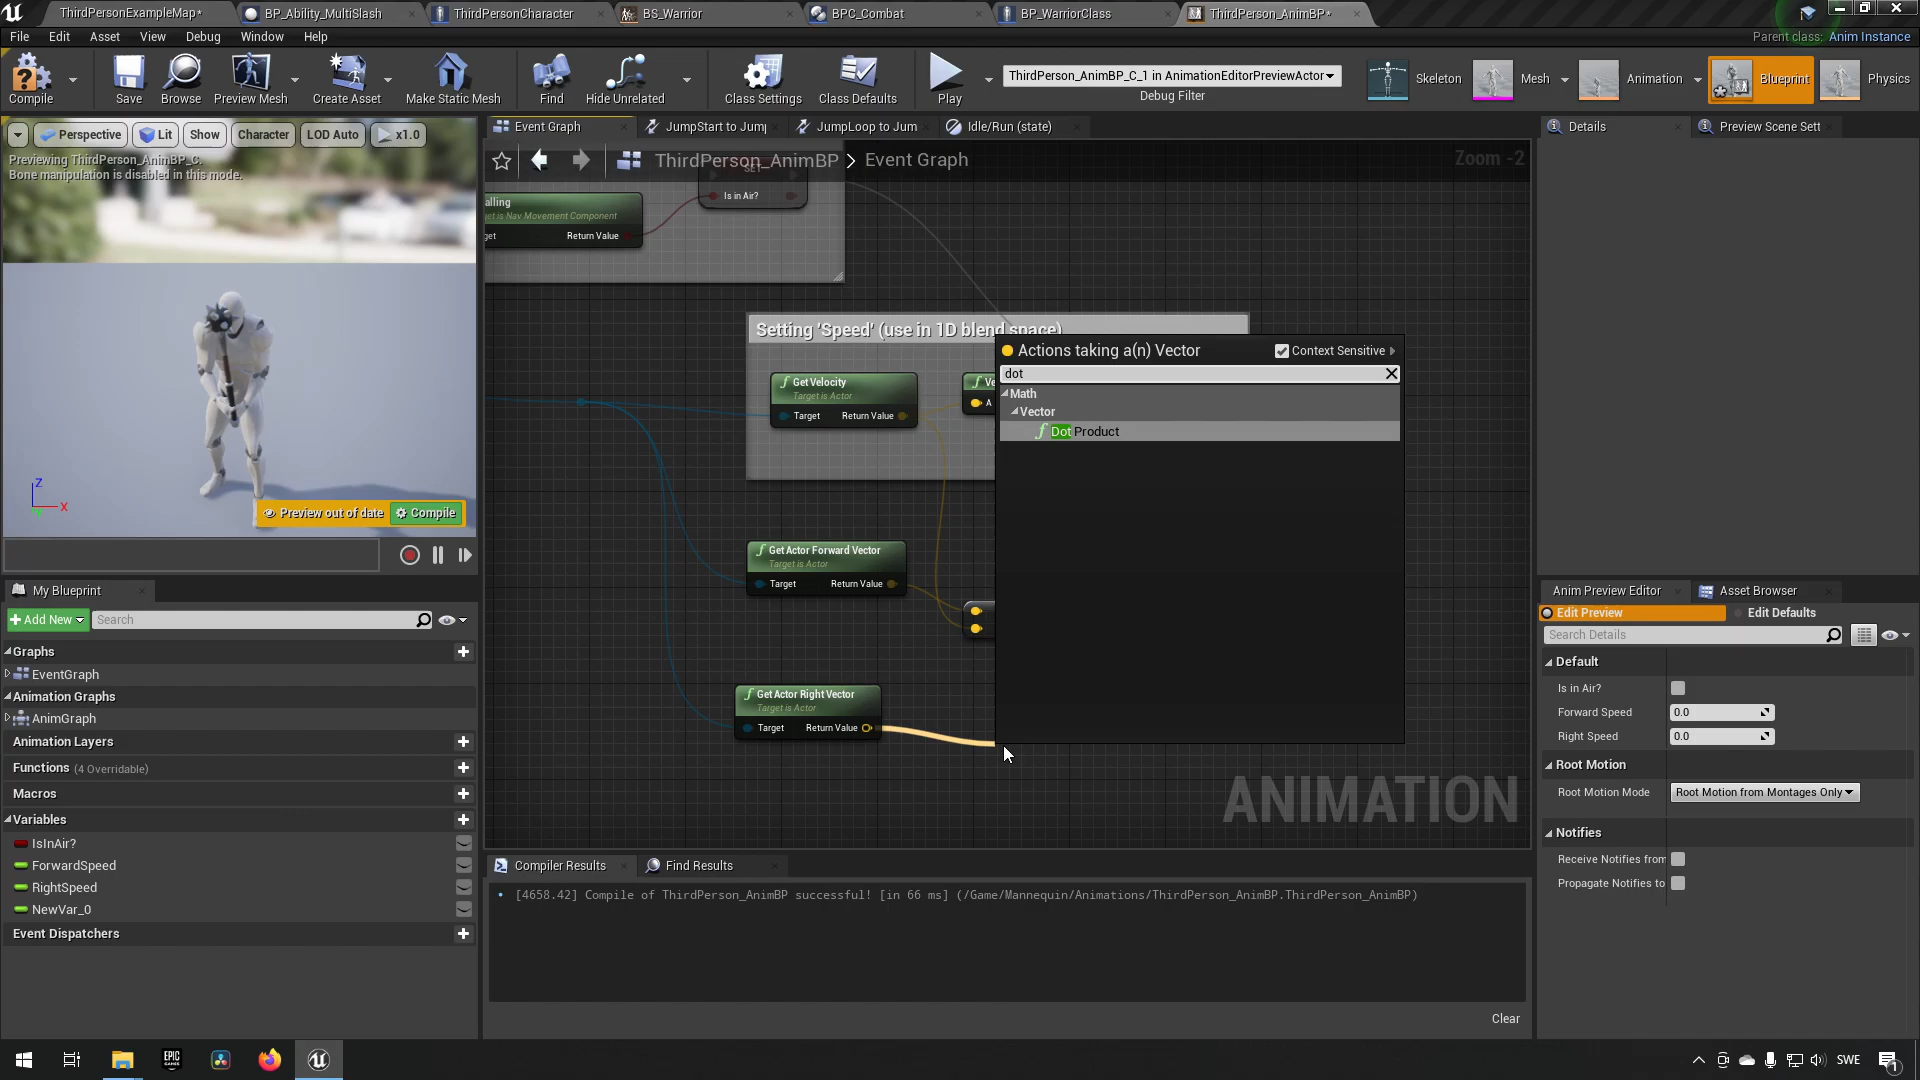 ThirdPersonExampleMap*
BP_Ability_MultiSlash
ThirdPersonCharacter
BS_Warrior
BPC_Combat
BP_WarriorClass
ThirdPerson_AnimBP*
File Edit Asset View Debug Window Help
Parent class: Anim Instance
Compile
Save
Browse
Preview Mesh
Create Asset
Make Static Mesh
Find
Hide Unrelated
Class Settings
Class Defaults
Play
ThirdPerson_AnimBP_C_1 in AnimationEditorPreviewActor
Debug Filter
Skeleton
Mesh
Animation
Blueprint
Physics
Perspective Lit Show Character LOD Auto x1.0
Previewing ThirdPerson_AnimBP_C.
Bone manipulation is disabled in this mode.
Z
X
Preview out of date Compile
My Blueprint
Add New Search
Graphs
EventGraph
Animation Graphs
AnimGraph
Animation Layers
Functions (4 Overridable)
Macros
Variables
IsInAir?
ForwardSpeed
RightSpeed
NewVar_0
Event Dispatchers
Event Graph
JumpStart to Jum
JumpLoop to Jum
Idle/Run (state)
ThirdPerson_AnimBP > Event Graph
Zoom -2
SET
Is in Air?
alling
get is Nav Movement Component
get Return Value
Setting 'Speed' (use in 1D blend space)
Get Velocity
Target is Actor
Target Return Value
Ve
A
Get Actor Forward Vector
Target is Actor
Target Return Value
Get Actor Right Vector
Target is Actor
Target Return Value
Actions taking a(n) Vector
Context Sensitive
dot
Math
Vector
Dot Product
ANIMATION
Compiler Results
Find Results
[4658.42] Compile of ThirdPerson_AnimBP successful! [in 66 ms] (/Game/Mannequin/Animations/ThirdPerson_AnimBP.ThirdPerson_AnimBP)
Clear
Details
Preview Scene Sett
Anim Preview Editor
Asset Browser
Edit Preview Edit Defaults
Search Details
Default
Is in Air?
Forward Speed 0.0
Right Speed 0.0
Root Motion
Root Motion Mode Root Motion from Montages Only
Notifies
Receive Notifies from
Propagate Notifies to
EPIC GAMES
SWE
1